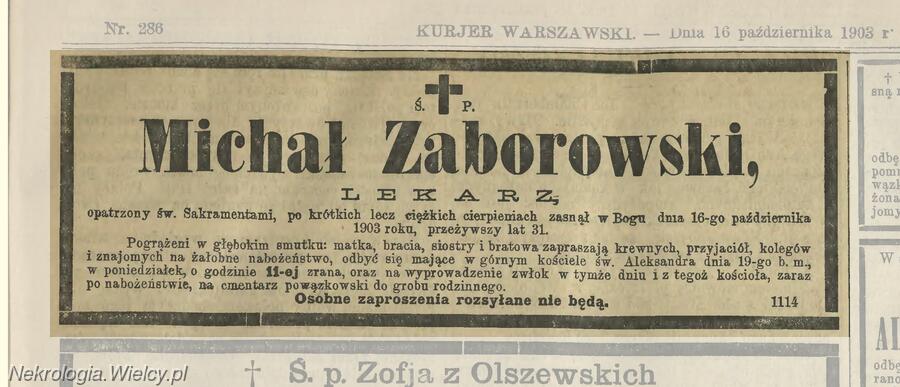 Nr. 286
KURJER WARSZAWSKI. — Dnia 16 października 1903 r
Ś. P.
Michał Zaborowski,
LEKARZ,
opatrzony św. Sakramentami, po krótkich lecz ciężkich cierpieniach zasnął w Bogu dnia 16-go października
1903 roku, przeżywszy lat 31.
Pogrążeni w głębokim smutku: matka, bracia, siostry i bratowa zapraszają krewnych, przyjaciół, kolegów
i znajomych na żałobne nabożeństwo, odbyć się mające w górnym kościele św. Aleksandra dnia 19-go b. m.,
w poniedziałek, o godzinie 11-ej zrana, oraz na wyprowadzenie zwłok w tymże dniu i z tegoż kościoła, zaraz
po nabożeństwie, na cmentarz powązkowski do grobu rodzinnego.
Osobne zaproszenia rozsyłane nie będą. 1114
† Ś. p. Zofja z Olszewskich
Nekrologia.Wielcy.pl